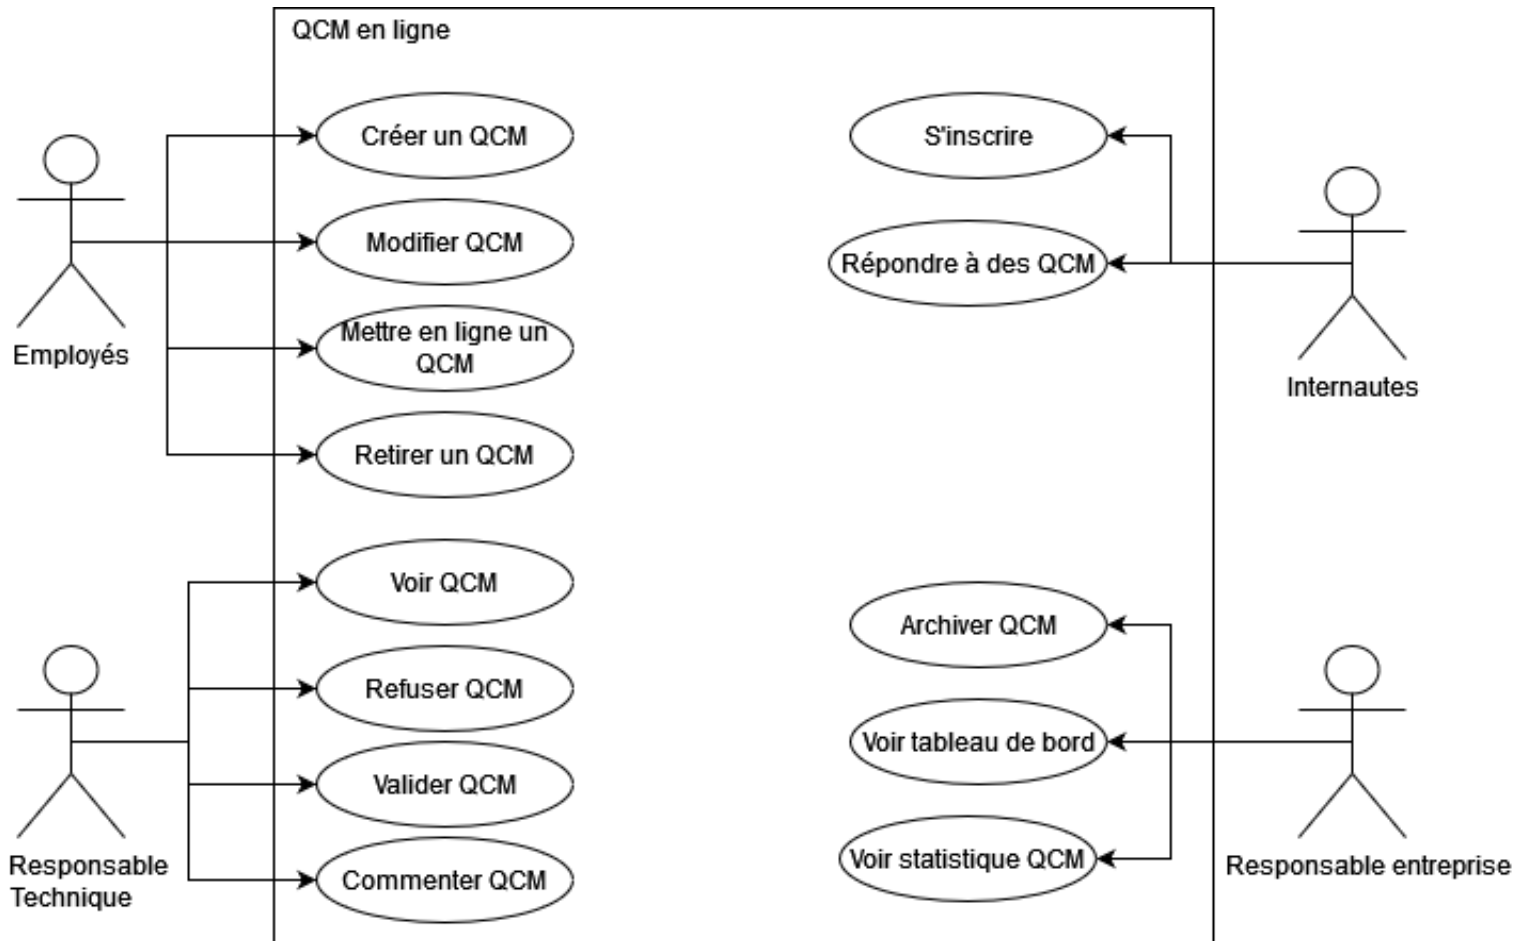 QCM en ligne
Créer un QCM
Modifier QCM
Mettre en ligne un
QCM
Retirer un QCM
Employés
S'inscrire
Répondre à des QCM
Internautes
Voir QCM
Refuser QCM
Valider QCM
Commenter QCM
Responsable
Technique
Archiver QCM
Voir tableau de bord
Voir statistique QCM
Responsable entreprise